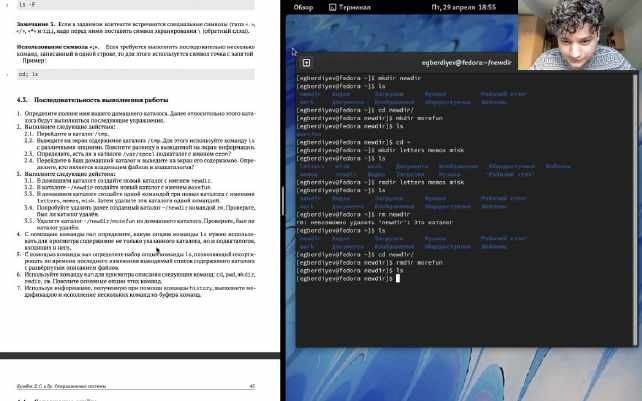 ls -F
Замечание 3. Если в заданном контексте встречаются специальные символы (типа «.»,
«/», «*» и т.д.), надо перед ними поставить символ экранирования \ (обратный слэш).
Использование символа «;». Если требуется выполнить последовательно несколько
команд, записанный в одной строке, то для этого используется символ точка с запятой
Пример:
cd; ls
4.3. Последовательность выполнения работы
1. Определите полное имя вашего домашнего каталога. Далее относительно этого ката-
лога будут выполняться последующие упражнения.
2. Выполните следующие действия:
2.1. Перейдите в каталог /tmp.
2.2. Выведите на экран содержимое каталога /tmp. Для этого используйте команду ls
с различными опциями. Поясните разницу в выводимой на экран информации.
2.3. Определите, есть ли в каталоге /var/spool подкаталог с именем cron?
2.4. Перейдите в Ваш домашний каталог и выведите на экран его содержимое. Опре-
делите, кто является владельцем файлов и подкаталогов?
3. Выполните следующие действия:
3.1. В домашнем каталоге создайте новый каталог с именем newdir.
3.2. В каталоге ~/newdir создайте новый каталог с именем morefun.
3.3. В домашнем каталоге создайте одной командой три новых каталога с именами
letters, memos, misk. Затем удалите эти каталоги одной командой.
3.4. Попробуйте удалить ранее созданный каталог ~/newdir командой rm. Проверьте,
был ли каталог удалён.
3.5. Удалите каталог ~/newdir/morefun из домашнего каталога. Проверьте, был ли
каталог удалён.
4. С помощью команды man определите, какую опцию команды ls нужно использо-
вать для просмотра содержимое не только указанного каталога, но и подкаталогов,
входящих в него.
5. С помощью команды man определите набор опций команды ls, позволяющий отсорти-
ровать по времени последнего изменения выводимый список содержимого каталога
с развёрнутым описанием файлов.
6. Используйте команду man для просмотра описания следующих команд: cd, pwd, mkdir,
rmdir, rm. Поясните основные опции этих команд.
7. Используя информацию, полученную при помощи команды history, выполните мо-
дификацию и исполнение нескольких команд из буфера команд.
45
Обзор Терминал Пт, 29 апреля 18:55
egberdiyev@fedora:~/newdir
[egberdiyev@fedora ~]$ mkdir newdir
[egberdiyev@fedora ~]$ ls
newdir Видео Загрузки Музыка 'Рабочий стол'
work Документы Изображения Общедоступные Шаблоны
[egberdiyev@fedora ~]$ mkdir morefun
[egberdiyev@fedora newdir]$ ls
morefun
[egberdiyev@fedora newdir]$ cd ~
[egberdiyev@fedora ~]$ mkdir letters memos misk
[egberdiyev@fedora ~]$ ls
letters misk work Документы Изображения Общедоступные Шаблоны
memos newdir Видео Загрузки Музыка 'Рабочий стол'
[egberdiyev@fedora ~]$ rmdir letters memos misk
[egberdiyev@fedora ~]$ ls
newdir Видео Загрузки Музыка 'Рабочий стол'
work Документы Изображения Общедоступные Шаблоны
[egberdiyev@fedora ~]$ rm newdir
rm: невозможно удалить 'newdir': Это каталог
[egberdiyev@fedora ~]$ ls
newdir Видео Загрузки Музыка 'Рабочий стол'
work Документы Изображения Общедоступные Шаблоны
[egberdiyev@fedora ~]$ cd newdir/
[egberdiyev@fedora newdir]$ rmdir morefun
[egberdiyev@fedora newdir]$ ls
[egberdiyev@fedora newdir]$